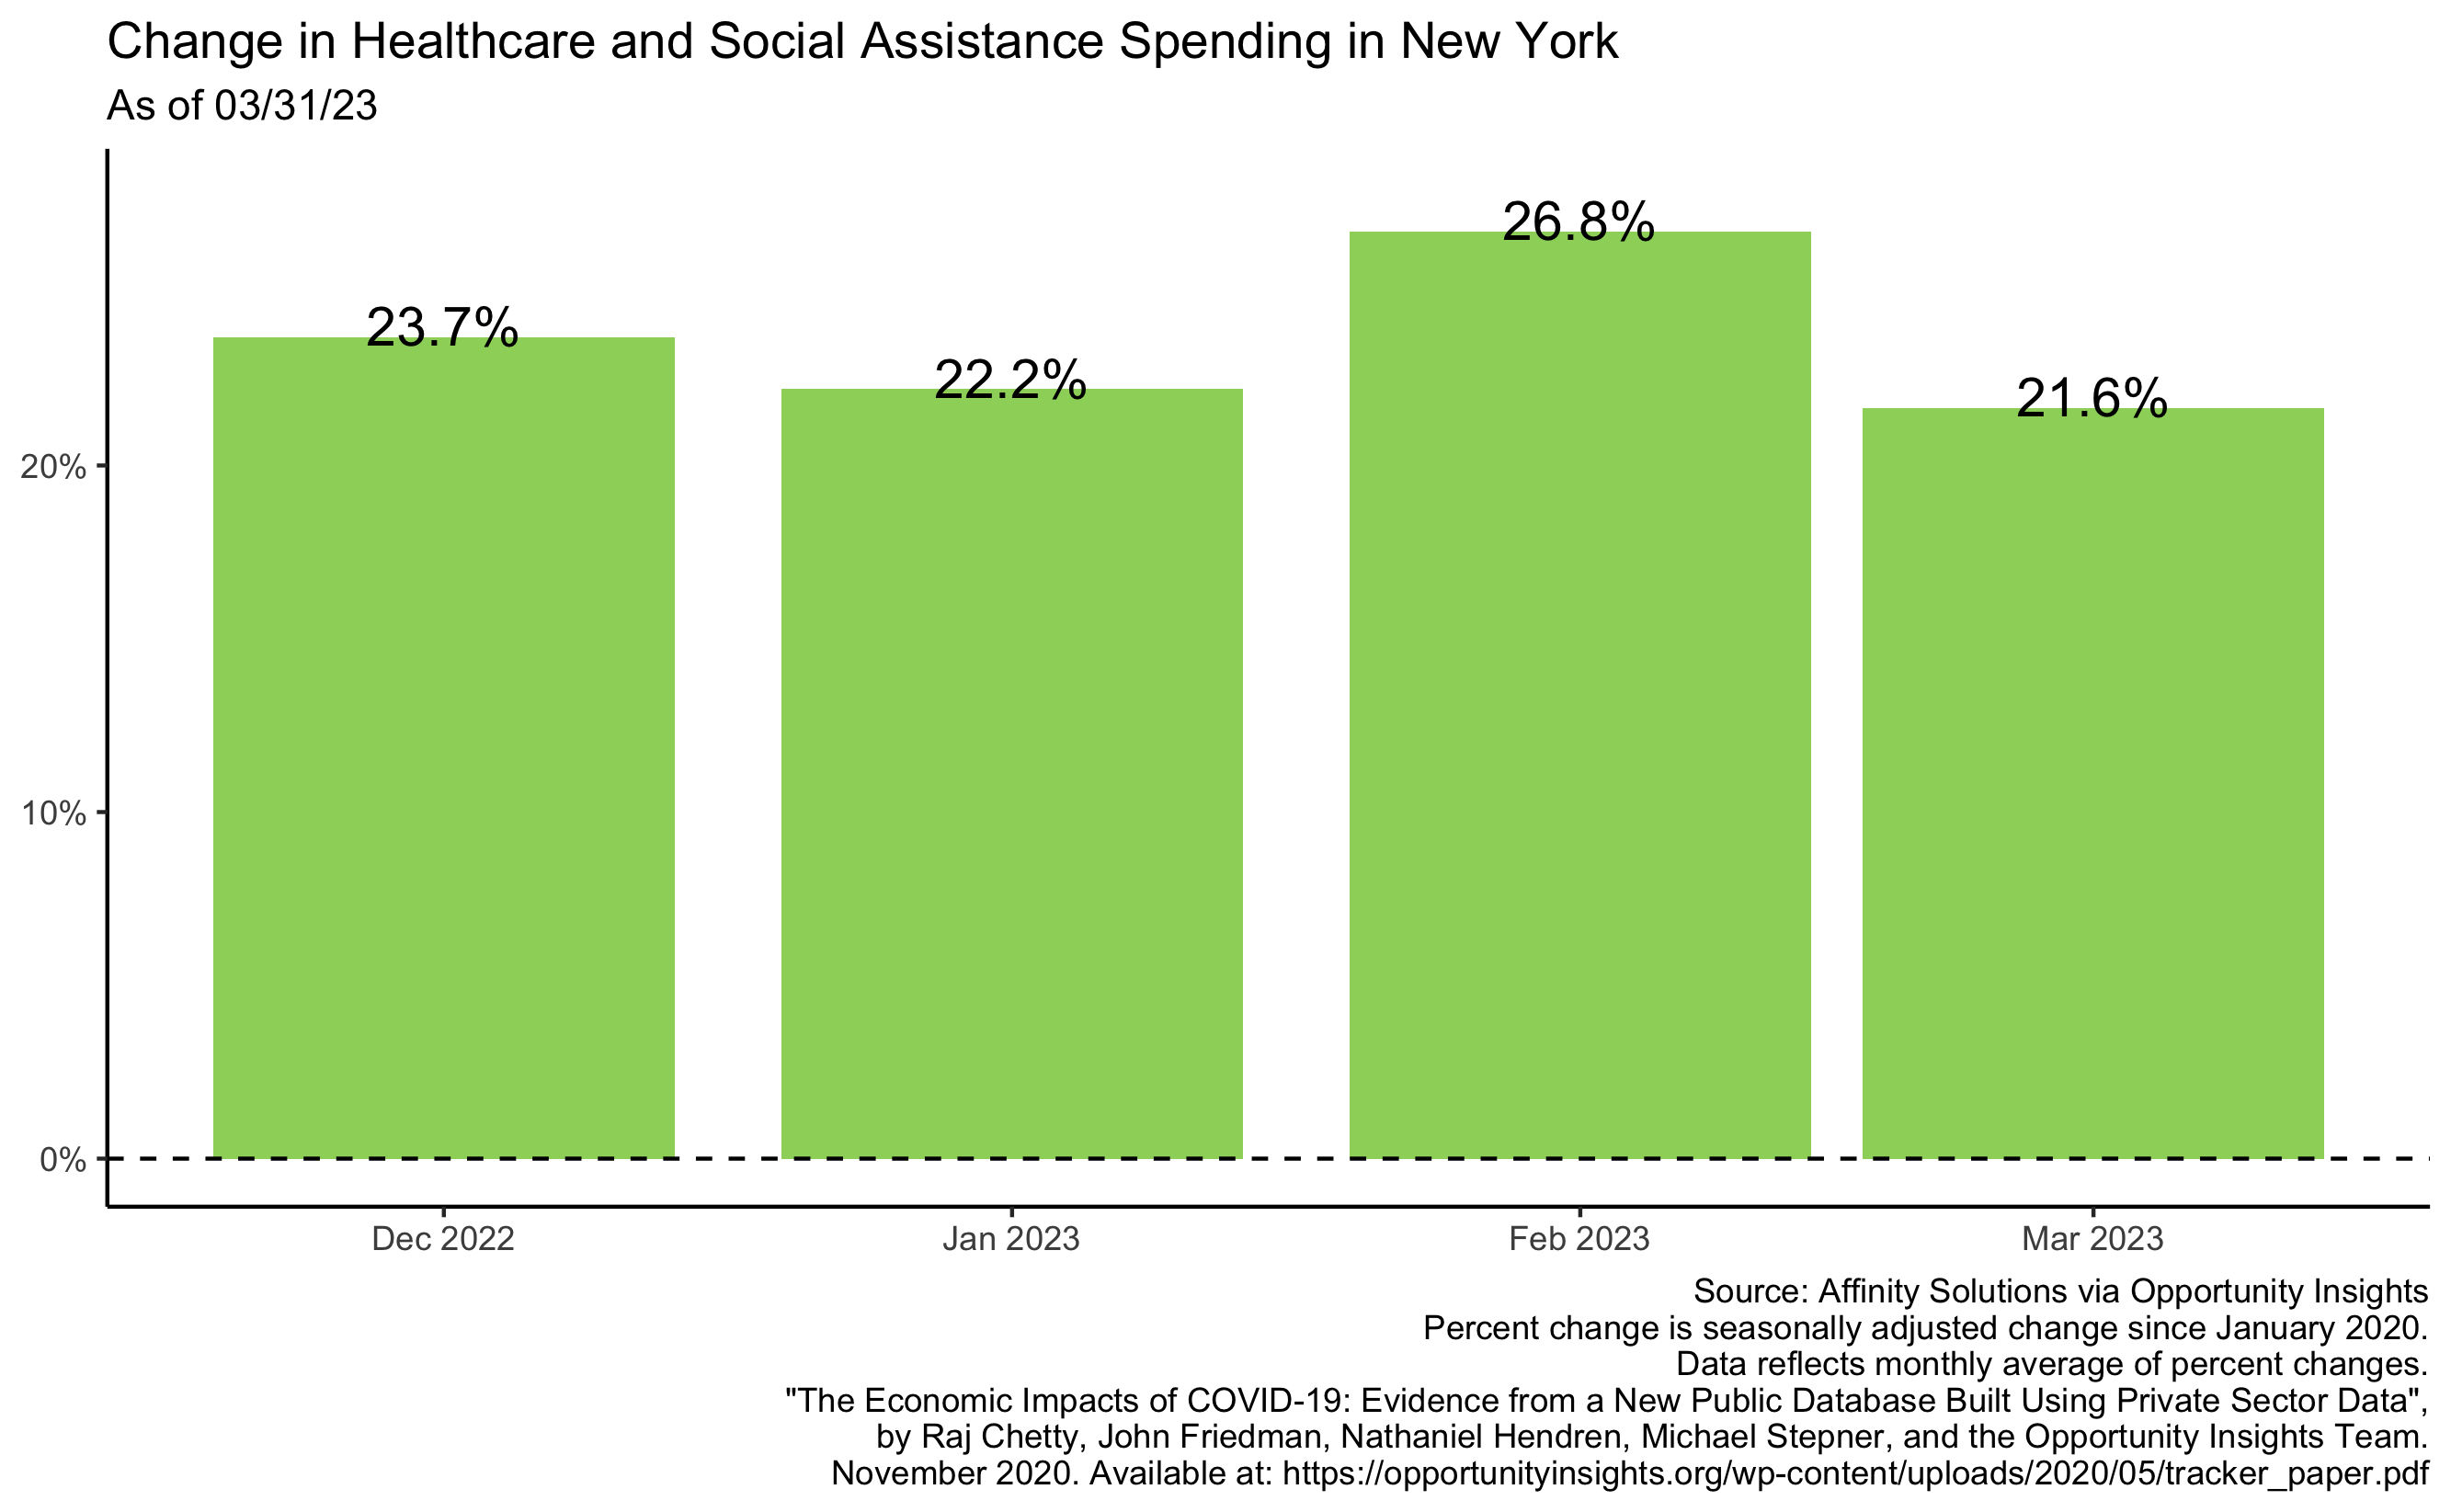 Change in Healthcare and Social Assistance Spending in New York
As of 03/31/23
23.7%
22.2%
26.8%
21.6%
20%
10%
0%
Dec 2022
Jan 2023
Feb 2023
Mar 2023
Source: Affinity Solutions via Opportunity Insights
Percent change is seasonally adjusted change since January 2020.
Data reflects monthly average of percent changes.
"The Economic Impacts of COVID-19: Evidence from a New Public Database Built Using Private Sector Data",
by Raj Chetty, John Friedman, Nathaniel Hendren, Michael Stepner, and the Opportunity Insights Team.
November 2020. Available at: https://opportunityinsights.org/wp-content/uploads/2020/05/tracker_paper.pdf